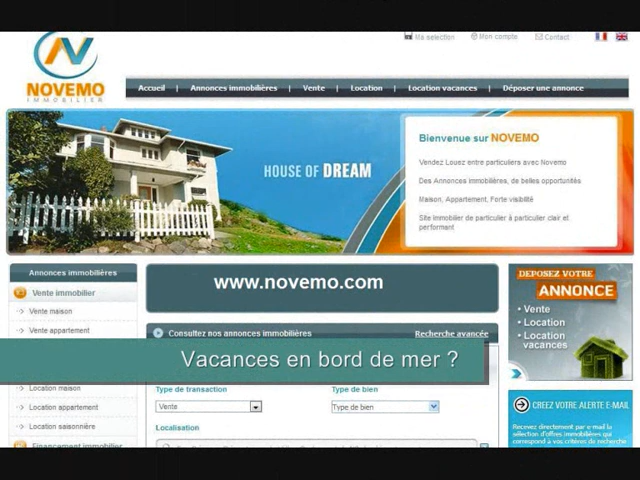 Ma selection
Mon compte
Contact
NOVEMO
IMMOBILIER
Accueil | Annonces immobilières | Vente | Location | Location vacances | Déposer une annonce
HOUSE OF DREAM
Bienvenue sur NOVEMO
Vendez Louez entre particuliers avec Novemo
Des Annonces immobilières, de belles opportunités
Maison, Appartement, Forte visibilité
Site Immobilier de particulier à particulier clair et
performant
Annonces immobilières
Vente immobilier
Vente maison
Vente appartement
Location maison
Location appartement
Location saisonnière
Financement immobilier
www.novemo.com
Consultez nos annonces immobilières
Recherche avancée
Vacances en bord de mer ?
Type de transaction
Type de bien
Vente
Type de bien
Localisation
DEPOSEZ VOTRE
ANNONCE
• Vente
• Location
• Location
vacances
CREEZ VOTRE ALERTE E-MAIL
Recevez directement par e-mail la
sélection d'offres immobilières qui
correspond à vos critères de recherche